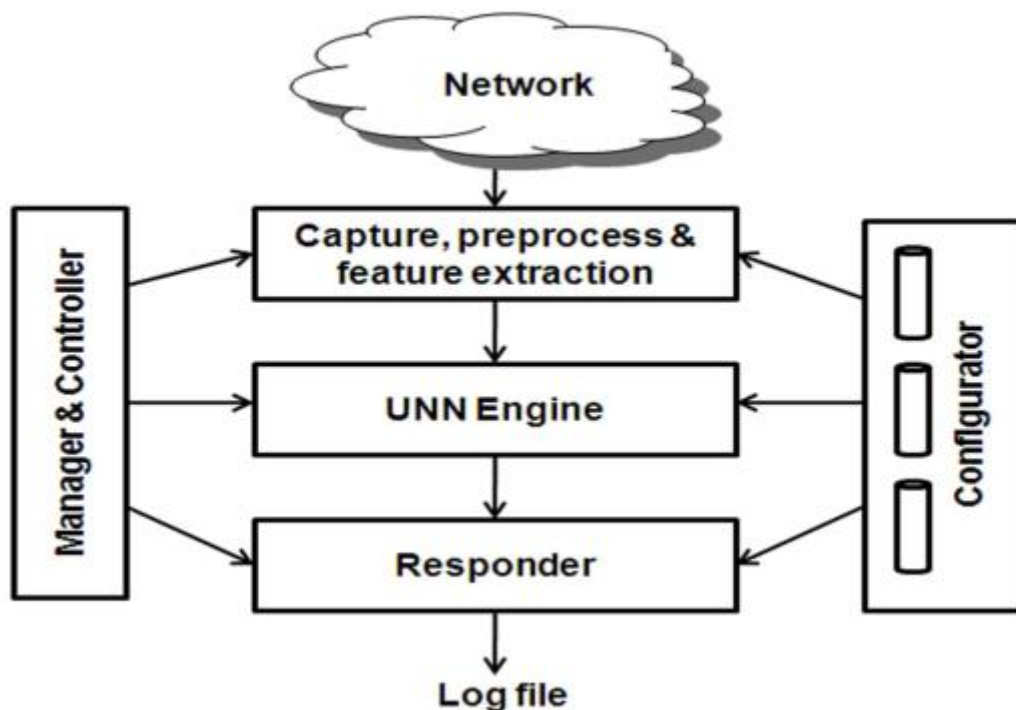 Network
Manager & Controller
Capture, preprocess &
feature extraction
UNN Engine
Responder
Configurator
Log file